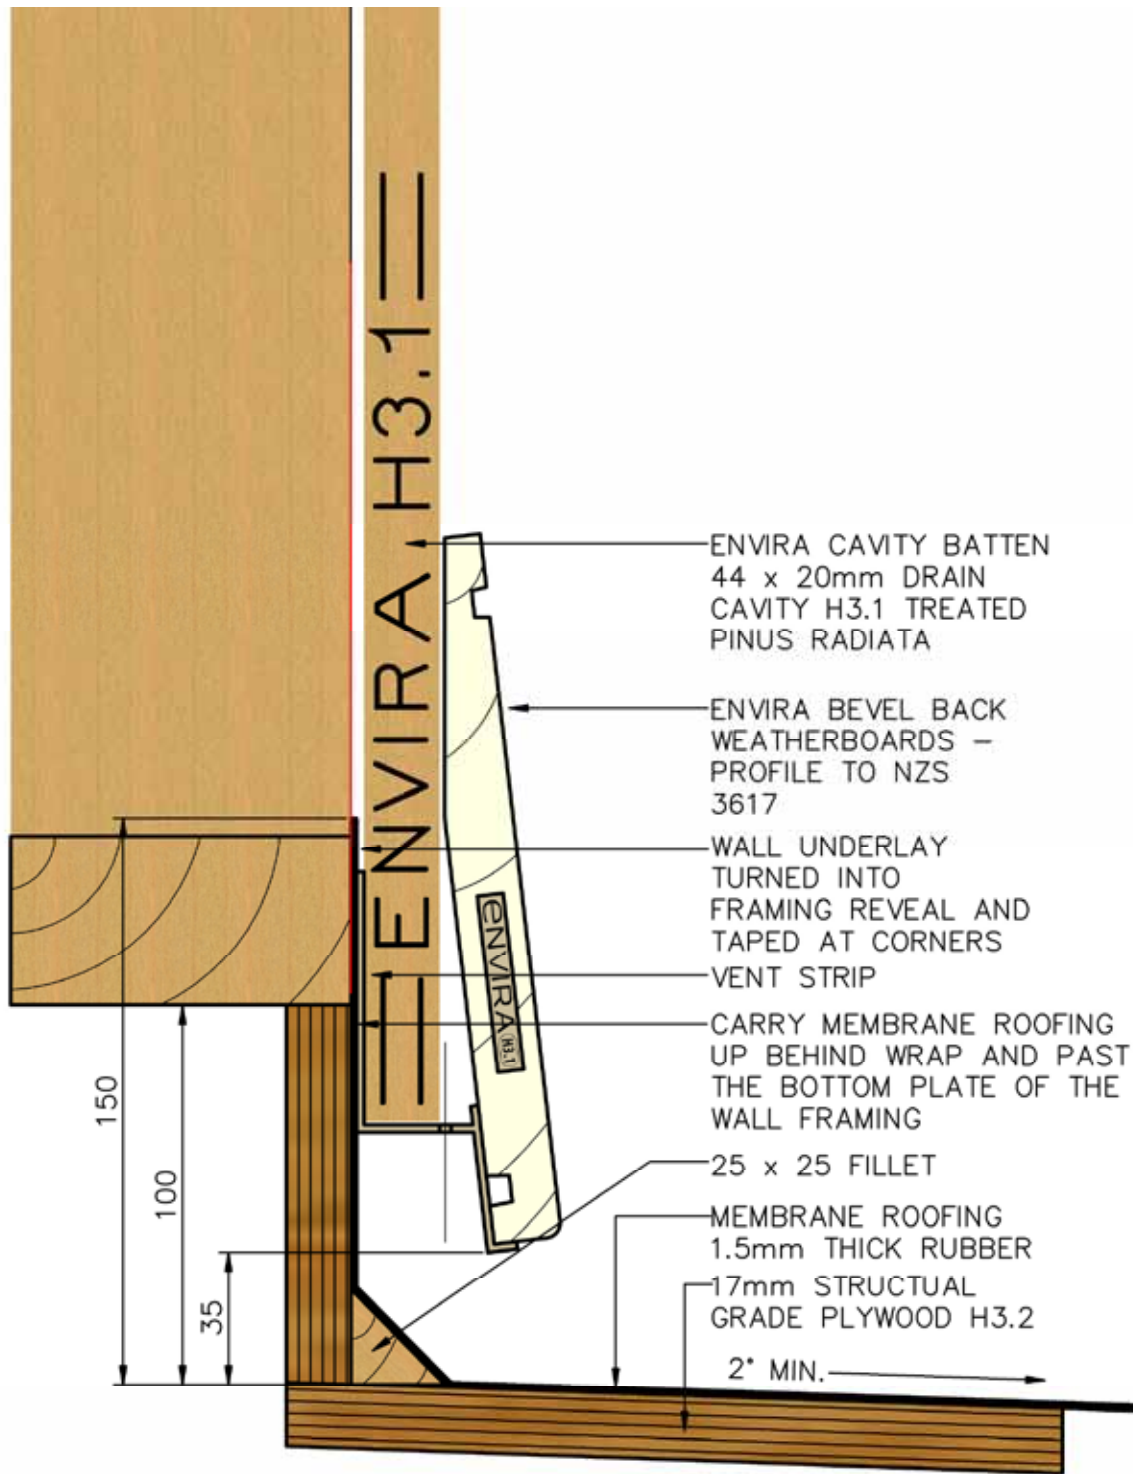 =ENVIRA H3.1=
ENVIRA CAVITY BATTEN
44 x 20mm DRAIN
CAVITY H3.1 TREATED
PINUS RADIATA
ENVIRA BEVEL BACK
WEATHERBOARDS –
PROFILE TO NZS
3617
WALL UNDERLAY
TURNED INTO
FRAMING REVEAL AND
TAPED AT CORNERS
eNVIRA H3.1
VENT STRIP
CARRY MEMBRANE ROOFING
UP BEHIND WRAP AND PAST
THE BOTTOM PLATE OF THE
WALL FRAMING
150
100
35
25 x 25 FILLET
MEMBRANE ROOFING
1.5mm THICK RUBBER
17mm STRUCTUAL
GRADE PLYWOOD H3.2
2° MIN.